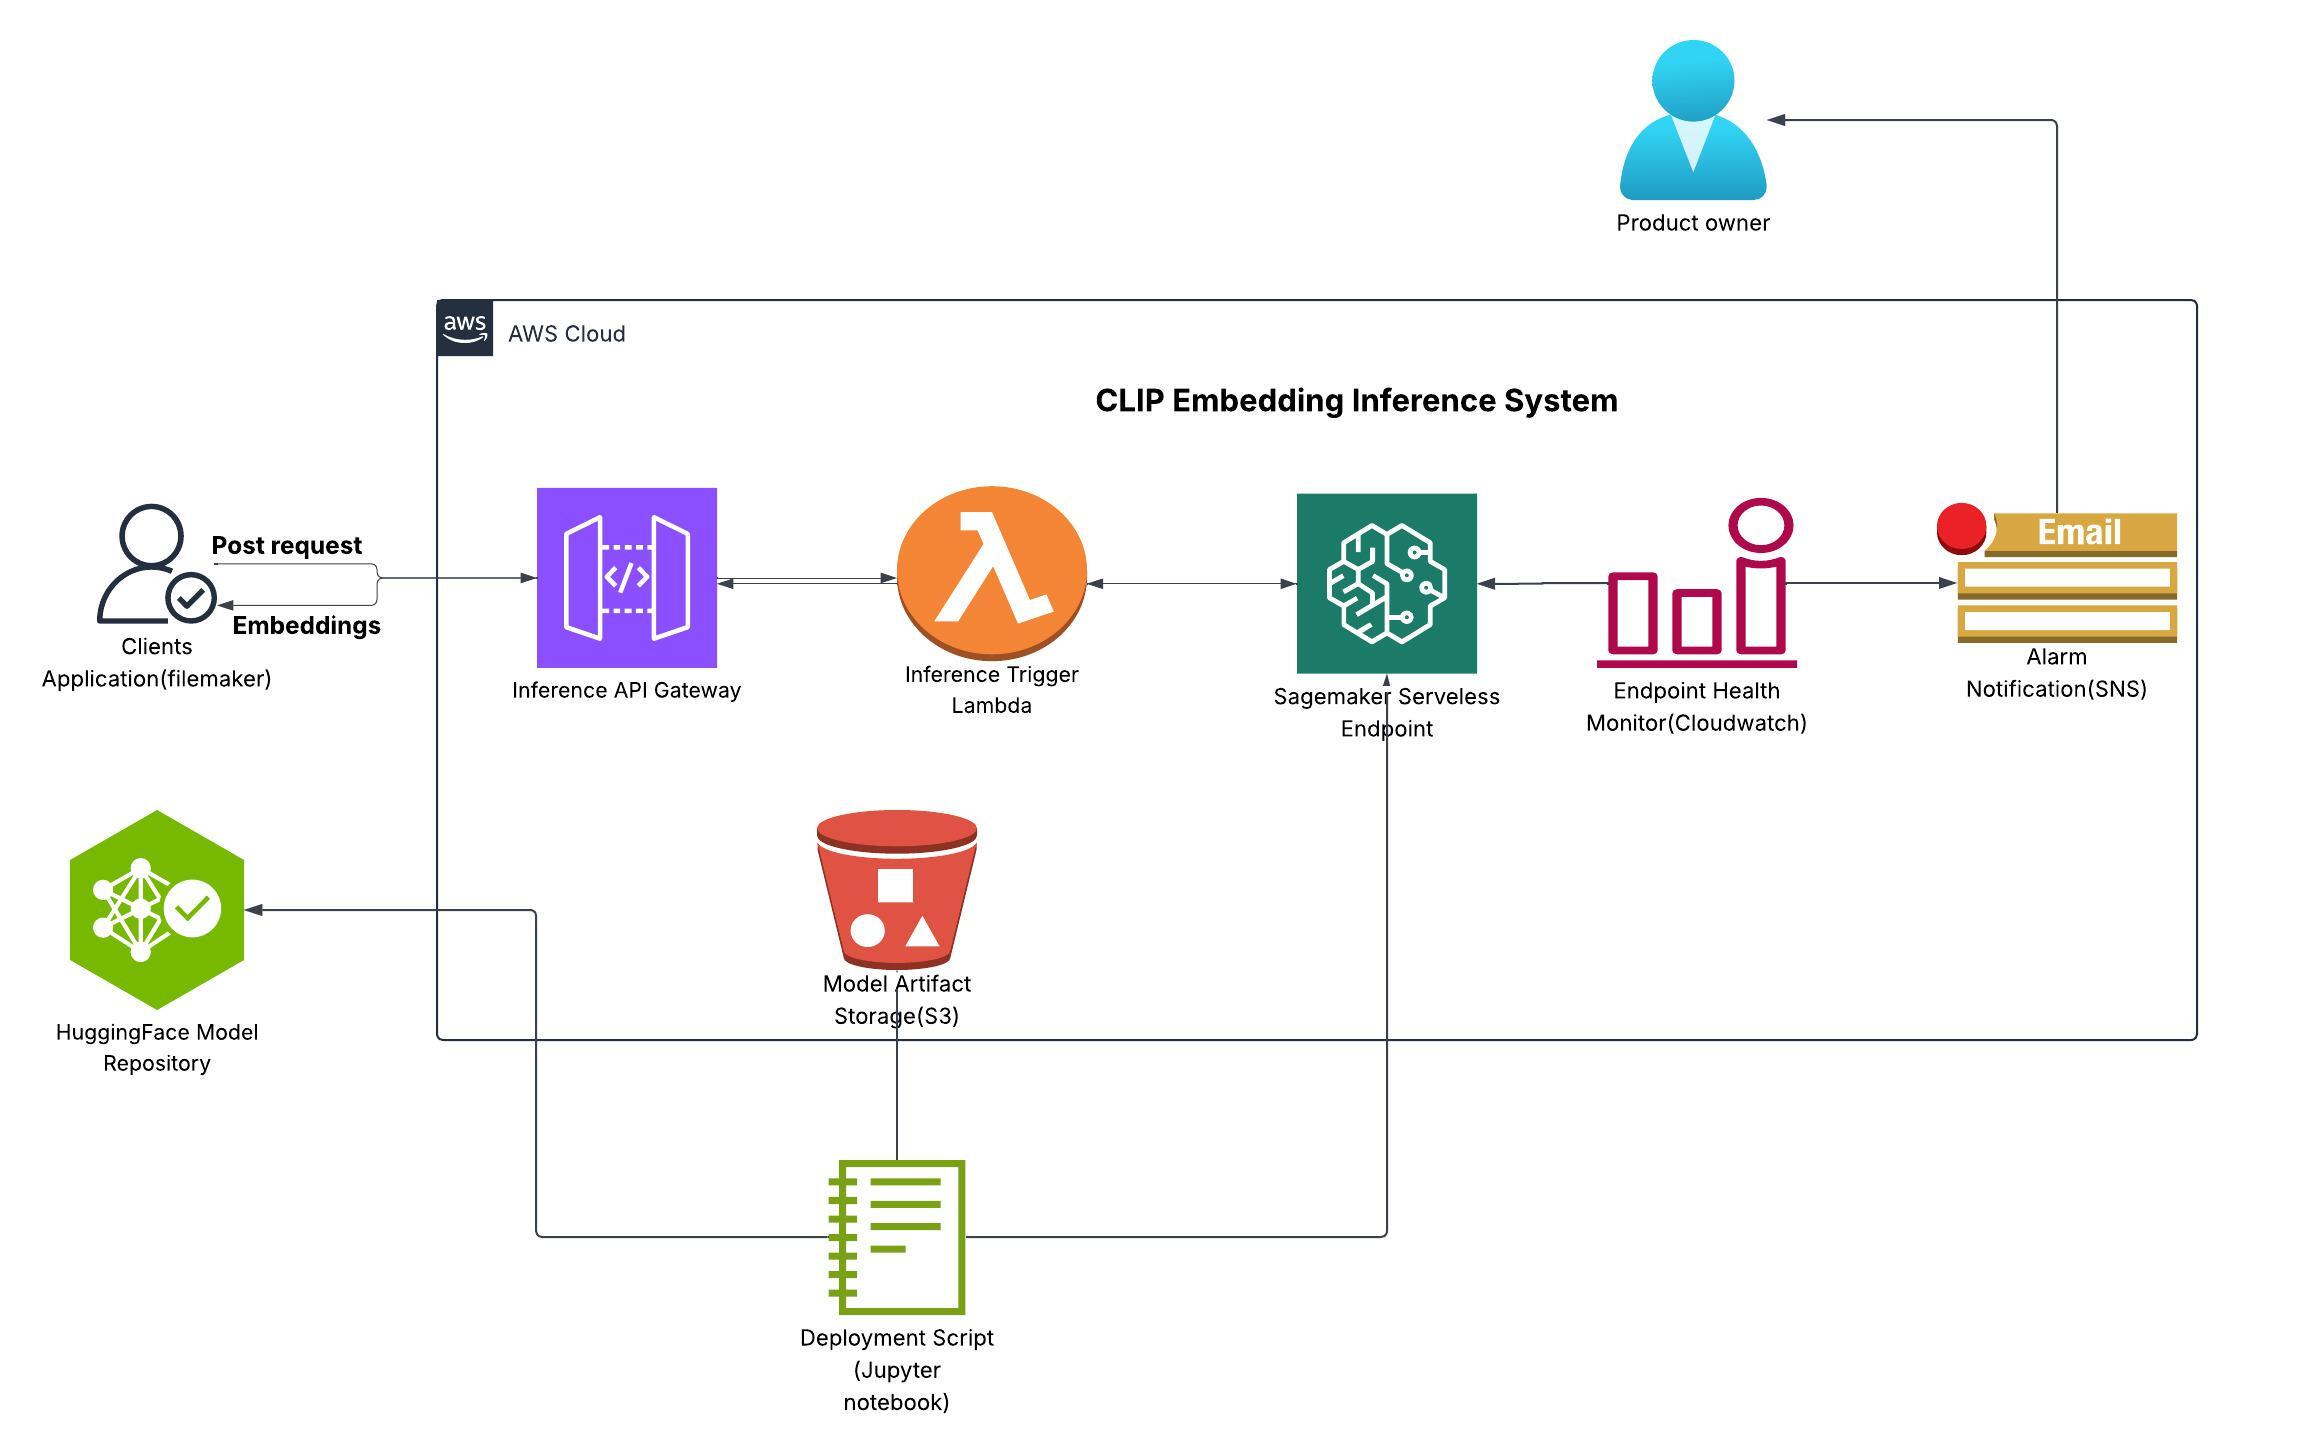 Product owner
aws
AWS Cloud
CLIP Embedding Inference System
Post request
Embeddings
Clients
Application(filemaker)
</>
Inference API Gateway
Inference Trigger
Lambda
Sagemaker Serveless
Endpoint
Endpoint Health
Monitor(Cloudwatch)
Email
Alarm
Notification(SNS)
HuggingFace Model
Repository
Model Artifact
Storage(S3)
Deployment Script
(Jupyter
notebook)